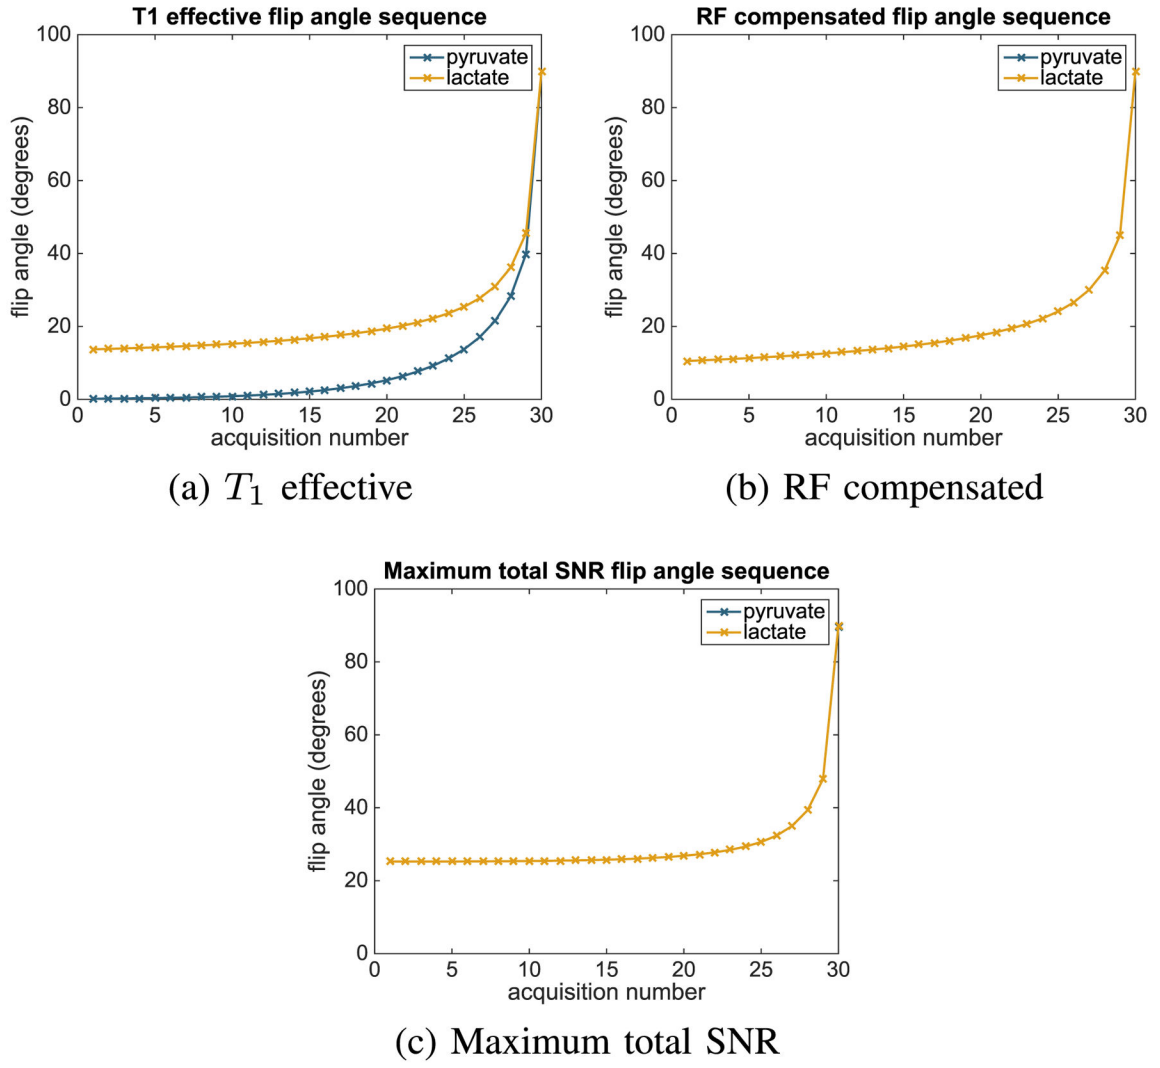 T1 effective flip angle sequence
100
80
60
40
20
0
flip angle (degrees)
pyruvate
lactate
0 5 10 15 20 25 30
acquisition number
(a) T₁ effective
RF compensated flip angle sequence
100
80
60
40
20
0
flip angle (degrees)
pyruvate
lactate
0 5 10 15 20 25 30
acquisition number
(b) RF compensated
Maximum total SNR flip angle sequence
100
80
60
40
20
0
flip angle (degrees)
pyruvate
lactate
0 5 10 15 20 25 30
acquisition number
(c) Maximum total SNR